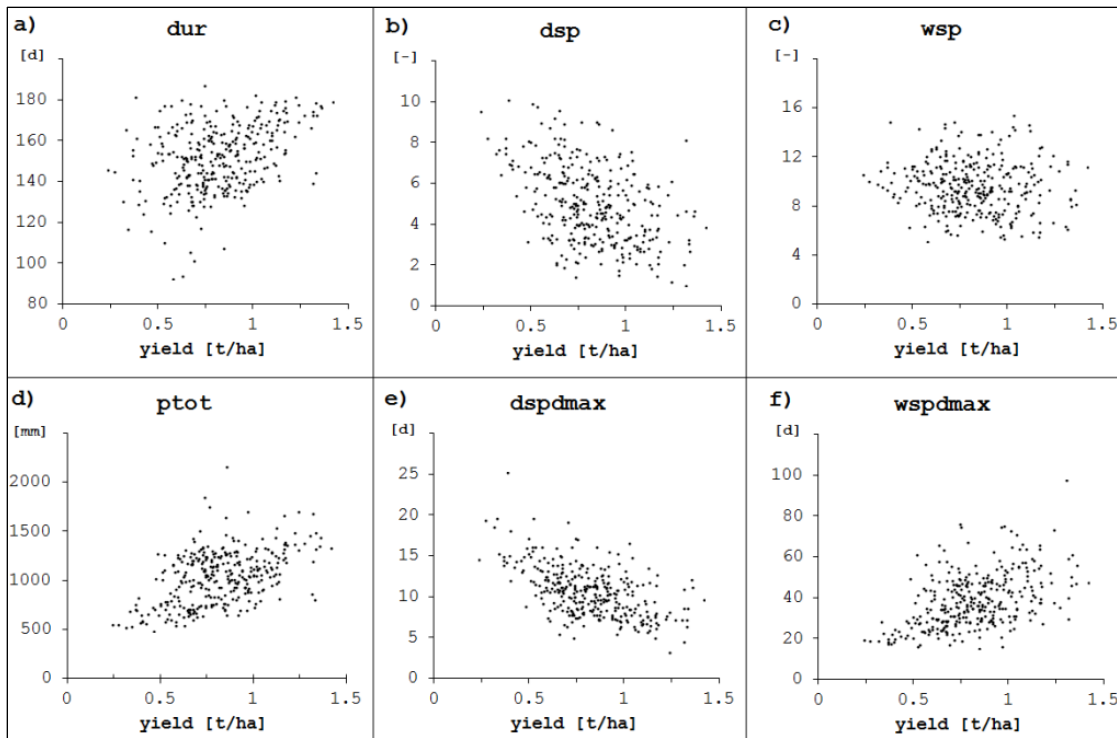 a) dur
[d]
180
160
140
120
100
80
0 0.5 1 1.5
yield [t/ha]
b) dsp
[-]
10
8
6
4
2
0
0 0.5 1 1.5
yield [t/ha]
c) wsp
[-]
16
12
8
4
0
0 0.5 1 1.5
yield [t/ha]
d) ptot
[mm]
2000
1500
1000
500
0
0 0.5 1 1.5
yield [t/ha]
e) dspdmax
[d]
25
20
15
10
5
0
0 0.5 1 1.5
yield [t/ha]
f) wspdmax
[d]
100
80
60
40
20
0
0 0.5 1 1.5
yield [t/ha]